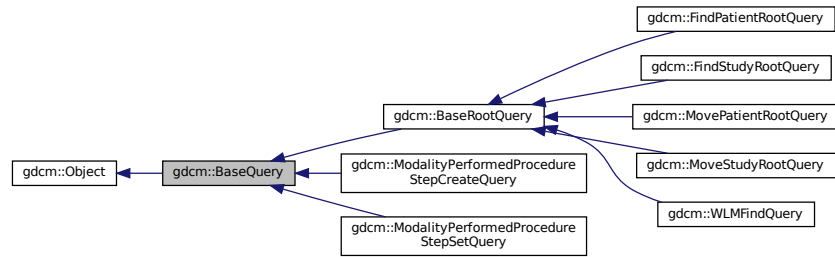 gdcm::FindPatientRootQuery
gdcm::FindStudyRootQuery
gdcm::BaseRootQuery
gdcm::MovePatientRootQuery
gdcm::MoveStudyRootQuery
gdcm::Object
gdcm::BaseQuery
gdcm::ModalityPerformedProcedure
StepCreateQuery
gdcm::WLMFindQuery
gdcm::ModalityPerformedProcedure
StepSetQuery